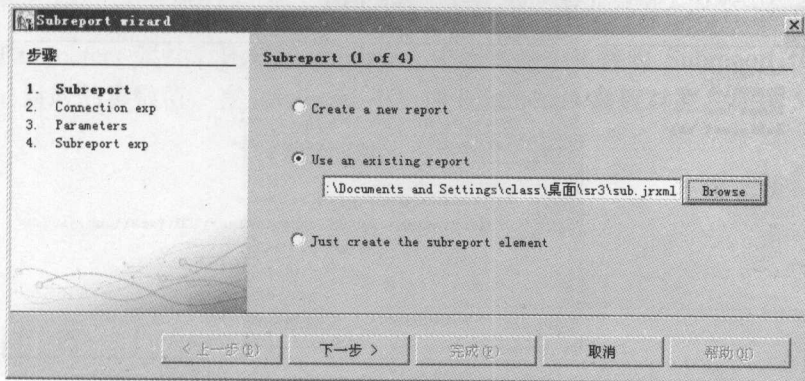 Subreport wizard
步骤
1. Subreport
2. Connection exp
3. Parameters
4. Subreport exp
Subreport (1 of 4)
Create a new report
Use an existing report
:\Documents and Settings\class\桌面\sr3\sub.jrxml
Browse
Just create the subreport element
< 上一步(B)
下一步 >
完成(F)
取消
帮助(H)